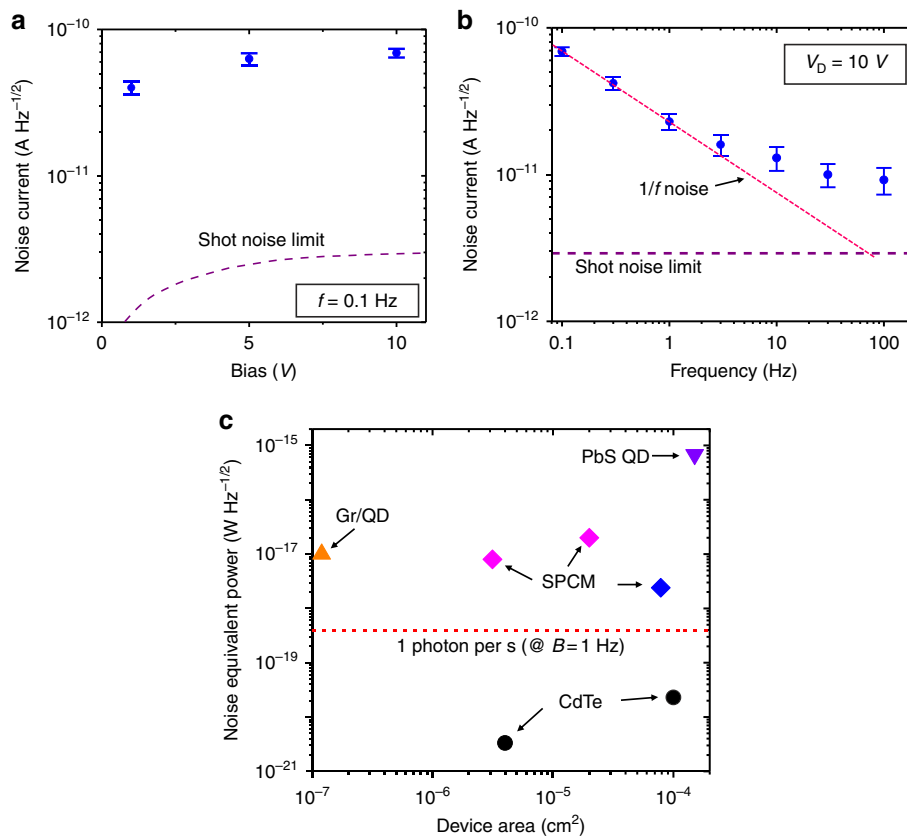 a
10⁻¹⁰
10⁻¹¹
10⁻¹²
Noise current (A Hz⁻¹/²)
Shot noise limit
f = 0.1 Hz
0
5
10
Bias (V)
b
10⁻¹⁰
10⁻¹¹
10⁻¹²
Noise current (A Hz⁻¹/²)
V_D = 10 V
1/f noise
Shot noise limit
0.1
1
10
100
Frequency (Hz)
c
10⁻¹⁵
10⁻¹⁷
10⁻¹⁹
10⁻²¹
Noise equivalent power (W Hz⁻¹/²)
PbS QD
Gr/QD
SPCM
1 photon per s (@ B = 1 Hz)
CdTe
10⁻⁷
10⁻⁶
10⁻⁵
10⁻⁴
Device area (cm²)